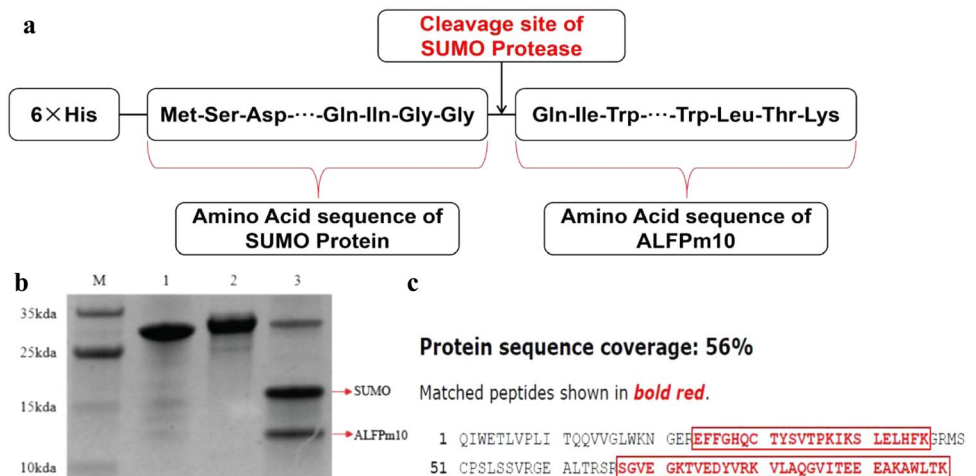 a
Cleavage site of
SUMO Protease
6×His
Met-Ser-Asp-····-Gln-Iln-Gly-Gly
Gln-Ile-Trp-····-Trp-Leu-Thr-Lys
Amino Acid sequence of
SUMO Protein
Amino Acid sequence of
ALFPm10
b
M 1 2 3
35kda
25kda
15kda
10kda
SUMO
ALFPm10
c
Protein sequence coverage: 56%
Matched peptides shown in bold red.
1 QIWETLVPLI TQQVVGLWKN GEREFFGHQC TYSVTPKIKS LELHFKGRMS
51 CPSLSSVRGE ALTRSRSGVEG KTVEDYVRK VLAQGVITEE EAKAWLTK